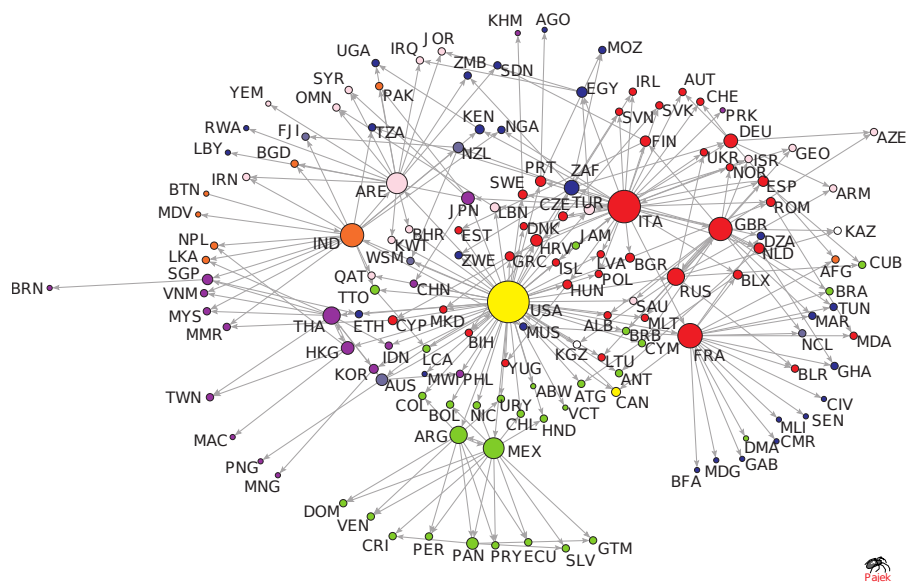 KHM
AGO
JOR
UGA
IRQ
MOZ
ZMB
SDN
SYR
PAK
EGY
IRL
AUT
YEM
OMN
SVN
SVK
CHE
PRK
RWA
FJI
TZA
KEN
NGA
FIN
DEU
AZE
LBY
BGD
NZL
UKR
ISR
GEO
IRN
ARE
PRT
ZAF
NOR
BTN
SWE
TUR
ESP
ARM
MDV
JPN
LBN
CZE
ITA
ROM
NPL
IND
BHR
EST
DNK
JAM
GBR
KAZ
LKA
KWT
HRV
DZA
SGP
WSM
ZWE
GRC
LVA
BGR
NLD
AFG
CUB
BRN
QAT
CHN
ISL
POL
BLX
VNM
TTO
HUN
RUS
BRA
MYS
USA
SAU
TUN
MMR
THA
ETH
CYP
MKD
MUS
ALB
MLT
MAR
BIH
BRB
MDA
HKG
IDN
LCA
KGZ
CYM
FRA
NCL
KOR
LTU
AUS
MWI
PHL
YUG
ANT
BLR
GHA
TWN
COL
ABW
ATG
CAN
BOL
NIC
URY
VCT
CIV
CHL
HND
SEN
MAC
ARG
MLI
MEX
DMA
CMR
PNG
GAB
MNG
MDG
BFA
DOM
VEN
CRI
PER
PAN
PRY
ECU
SLV
GTM
Pajek